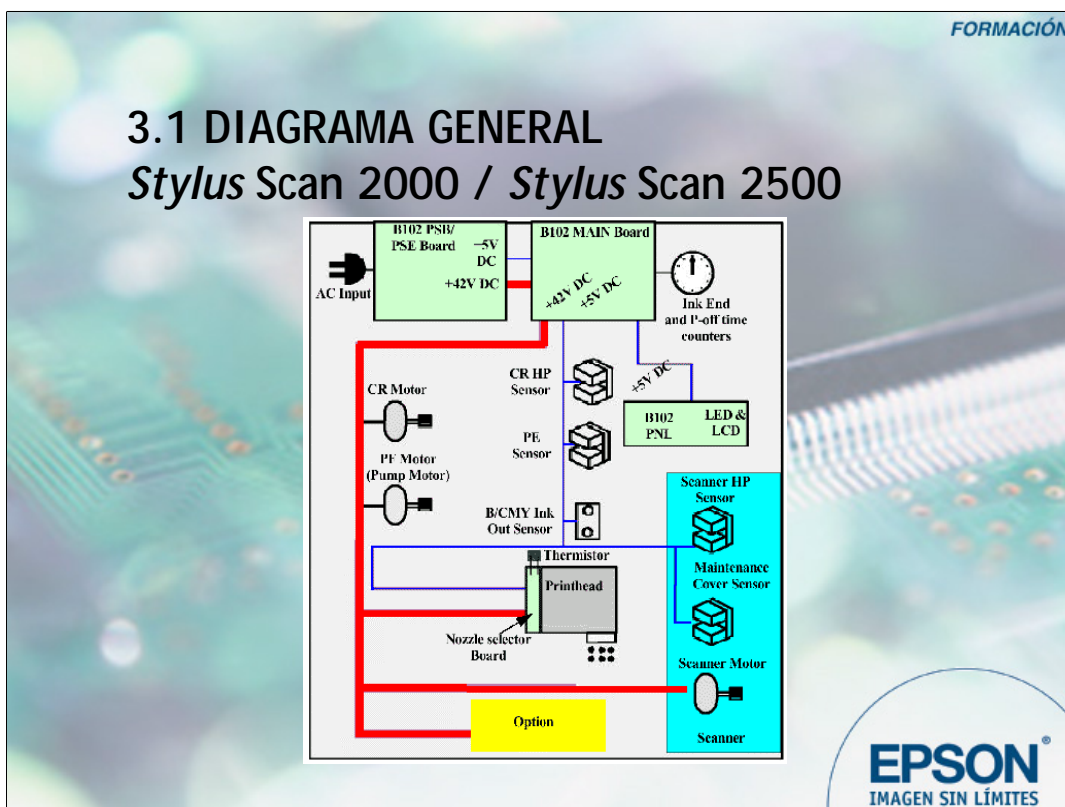 FORMACIÓN
3.1 DIAGRAMA GENERAL
Stylus Scan 2000 / Stylus Scan 2500
B102 PSB/
PSE Board
–5V
DC
+42V DC
AC Input
B102 MAIN Board
+42V DC
+5V DC
Ink End
and P-off time
counters
CR HP
Sensor
+5V DC
B102
PNL
LED &
LCD
CR Motor
PE
Sensor
PF Motor
(Pump Motor)
B/CMY Ink
Out Sensor
Scanner HP
Sensor
Thermistor
Printhead
Maintenance
Cover Sensor
Nozzle selector
Board
Scanner Motor
Option
Scanner
EPSON®
IMAGEN SIN LÍMITES